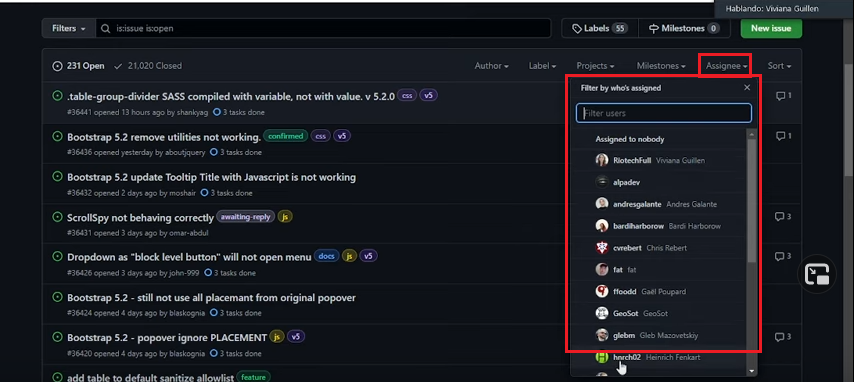 Hablando: Viviana Guillen
Filters is:issue is:open Labels 55 Milestones 0 New issue
231 Open 21,020 Closed Author Label Projects Milestones Assignee Sort
.table-group-divider SASS compiled with variable, not with value. v 5.2.0 css v5 1
#36441 opened 13 hours ago by shankyag 3 tasks done
Bootstrap 5.2 remove utilities not working. confirmed css v5 1
#36436 opened yesterday by aboutjquery 3 tasks done
Bootstrap 5.2 update Tooltip Title with Javascript is not working
#36432 opened 2 days ago by moshair 3 tasks done
ScrollSpy not behaving correctly awaiting-reply js 3
#36431 opened 3 days ago by omar-abdul
Dropdown as "block level button" will not open menu docs js v5 3
#36426 opened 3 days ago by john-999 3 tasks done
Bootstrap 5.2 - still not use all placemant from original popover
#36424 opened 4 days ago by blaskognia 3 tasks done
Bootstrap 5.2 - popover ignore PLACEMENT js v5 3
#36420 opened 4 days ago by blaskognia 3 tasks done
add table to default sanitize allowlist feature
Filter by who's assigned
Filter users
Assigned to nobody
RiotechFull Viviana Guillen
alpadev
andresgalante Andres Galante
bardiharborow Bardi Harborow
cvrebert Chris Rebert
fat fat
ffoodd Gaël Poupard
GeoSot GeoSot
glebm Gleb Mazovetskiy
hnrch02 Heinrich Fenkart